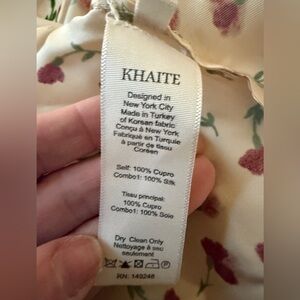 KHAITE
Designed in
New York City
Made in Turkey
of Korean fabric
Conçu à New York
Fabriqué en Turquie
à partir de tissu
Coréen
Self: 100% Cupro
Combo1: 100% Silk
Tissu principal:
100% Cupro
Combo1: 100% Soie
Dry Clean Only
Nettoyage à sec
seulement
RN: 149246